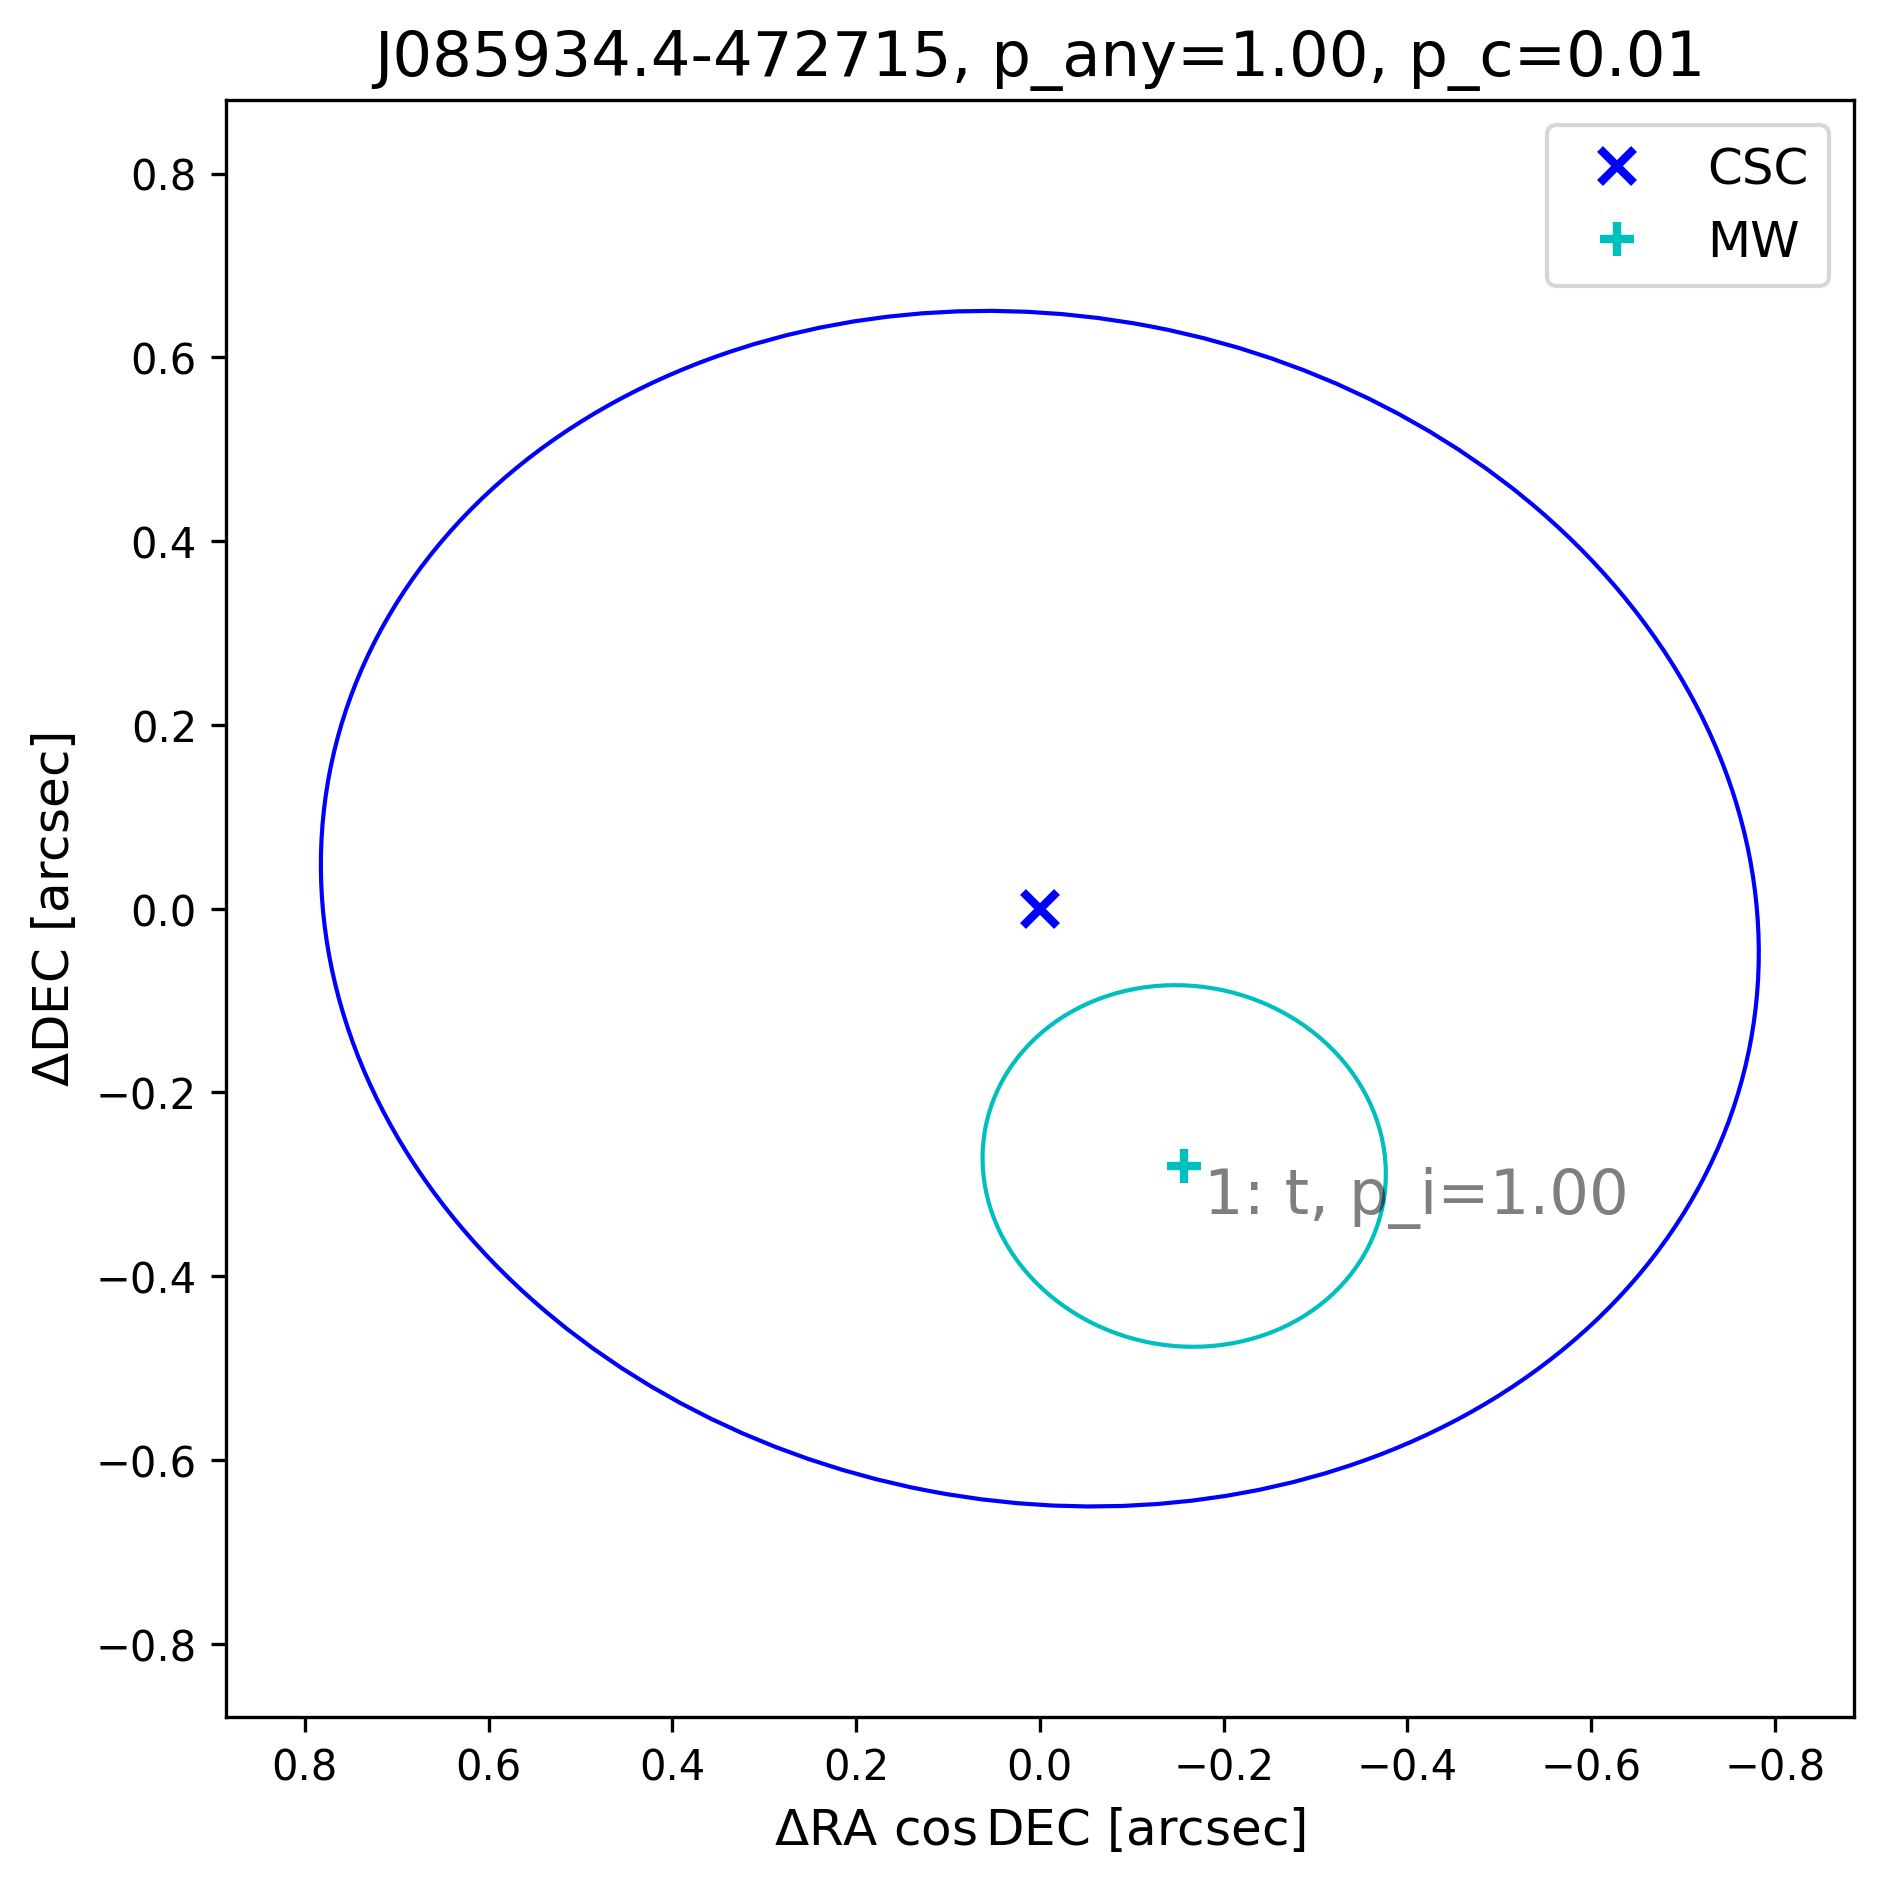 J085934.4-472715, p_any=1.00, p_c=0.01
CSC
MW
0.8
0.6
0.4
0.2
0.0
−0.2
−0.4
−0.6
−0.8
ΔDEC [arcsec]
1: t, p_i=1.00
0.8 0.6 0.4 0.2 0.0 −0.2 −0.4 −0.6 −0.8
ΔRA cos DEC [arcsec]